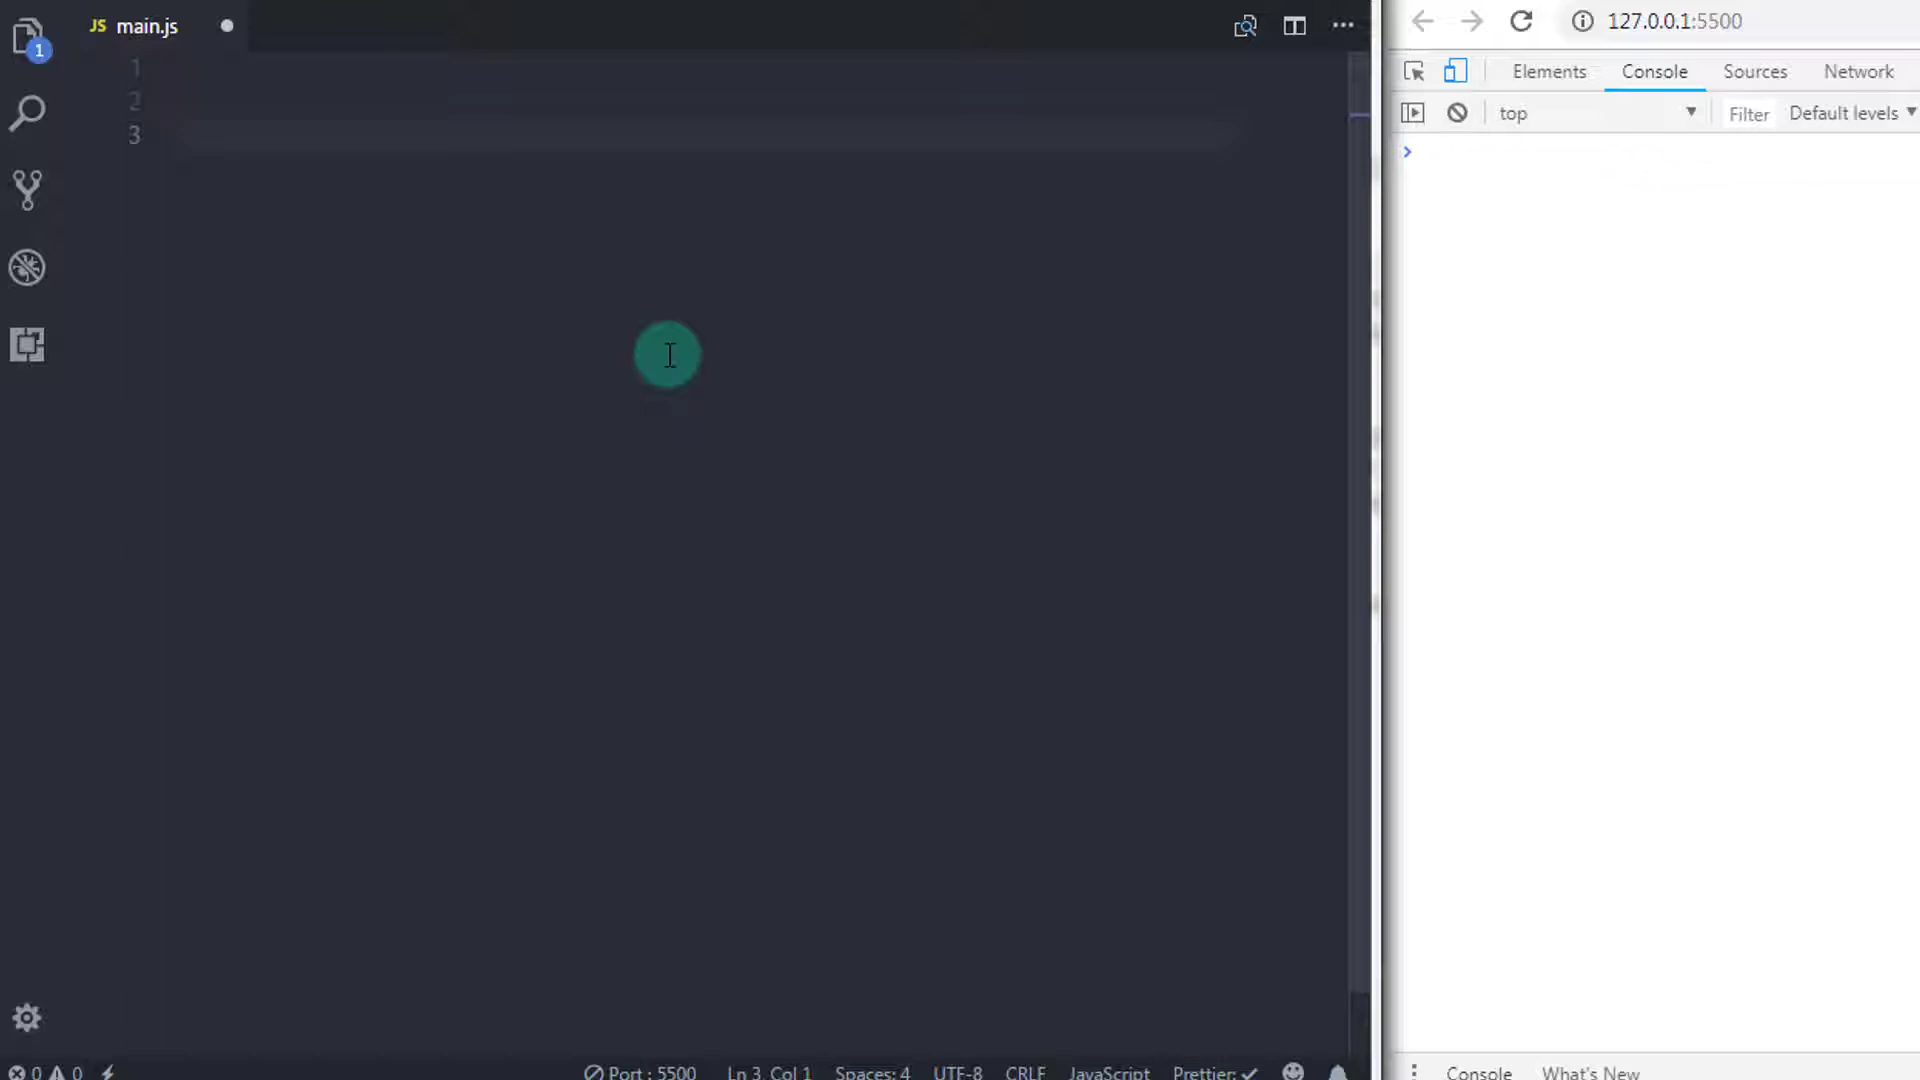 JS main.js
1
1
2
3
0 0
Port : 5500
Ln 3, Col 1
Spaces: 4
UTF-8
CRLF
JavaScript
Prettier: ✓
127.0.0.1:5500
Elements Console Sources Network
top Filter Default levels
Console What's New